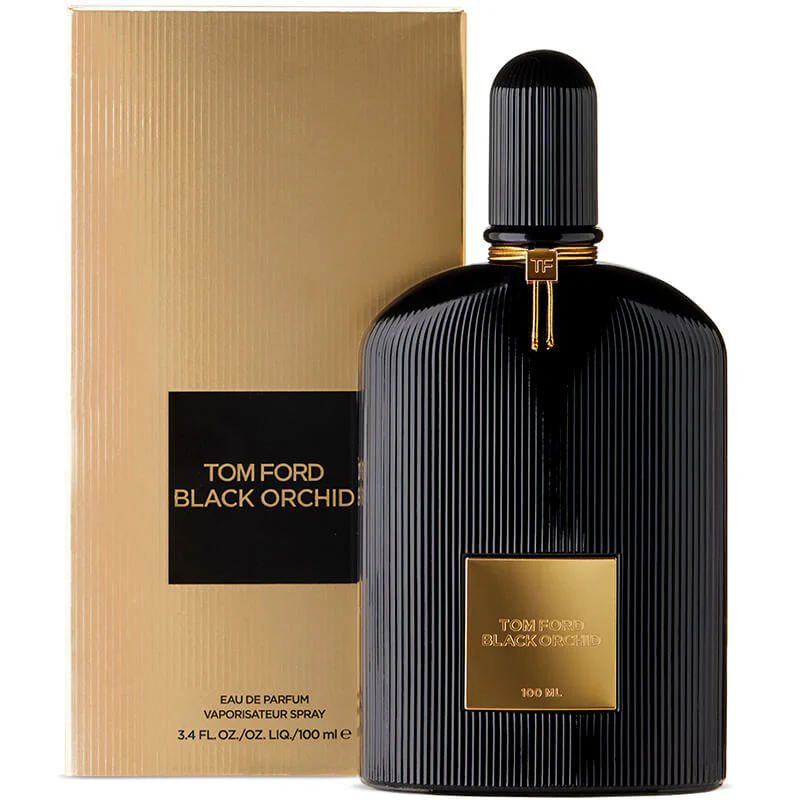 TOM FORD
BLACK ORCHID
EAU DE PARFUM
VAPORISATEUR SPRAY
3.4 FL.OZ./OZ. LIQ./100 ml ℮
TF
TOM FORD
BLACK ORCHID
100 ML